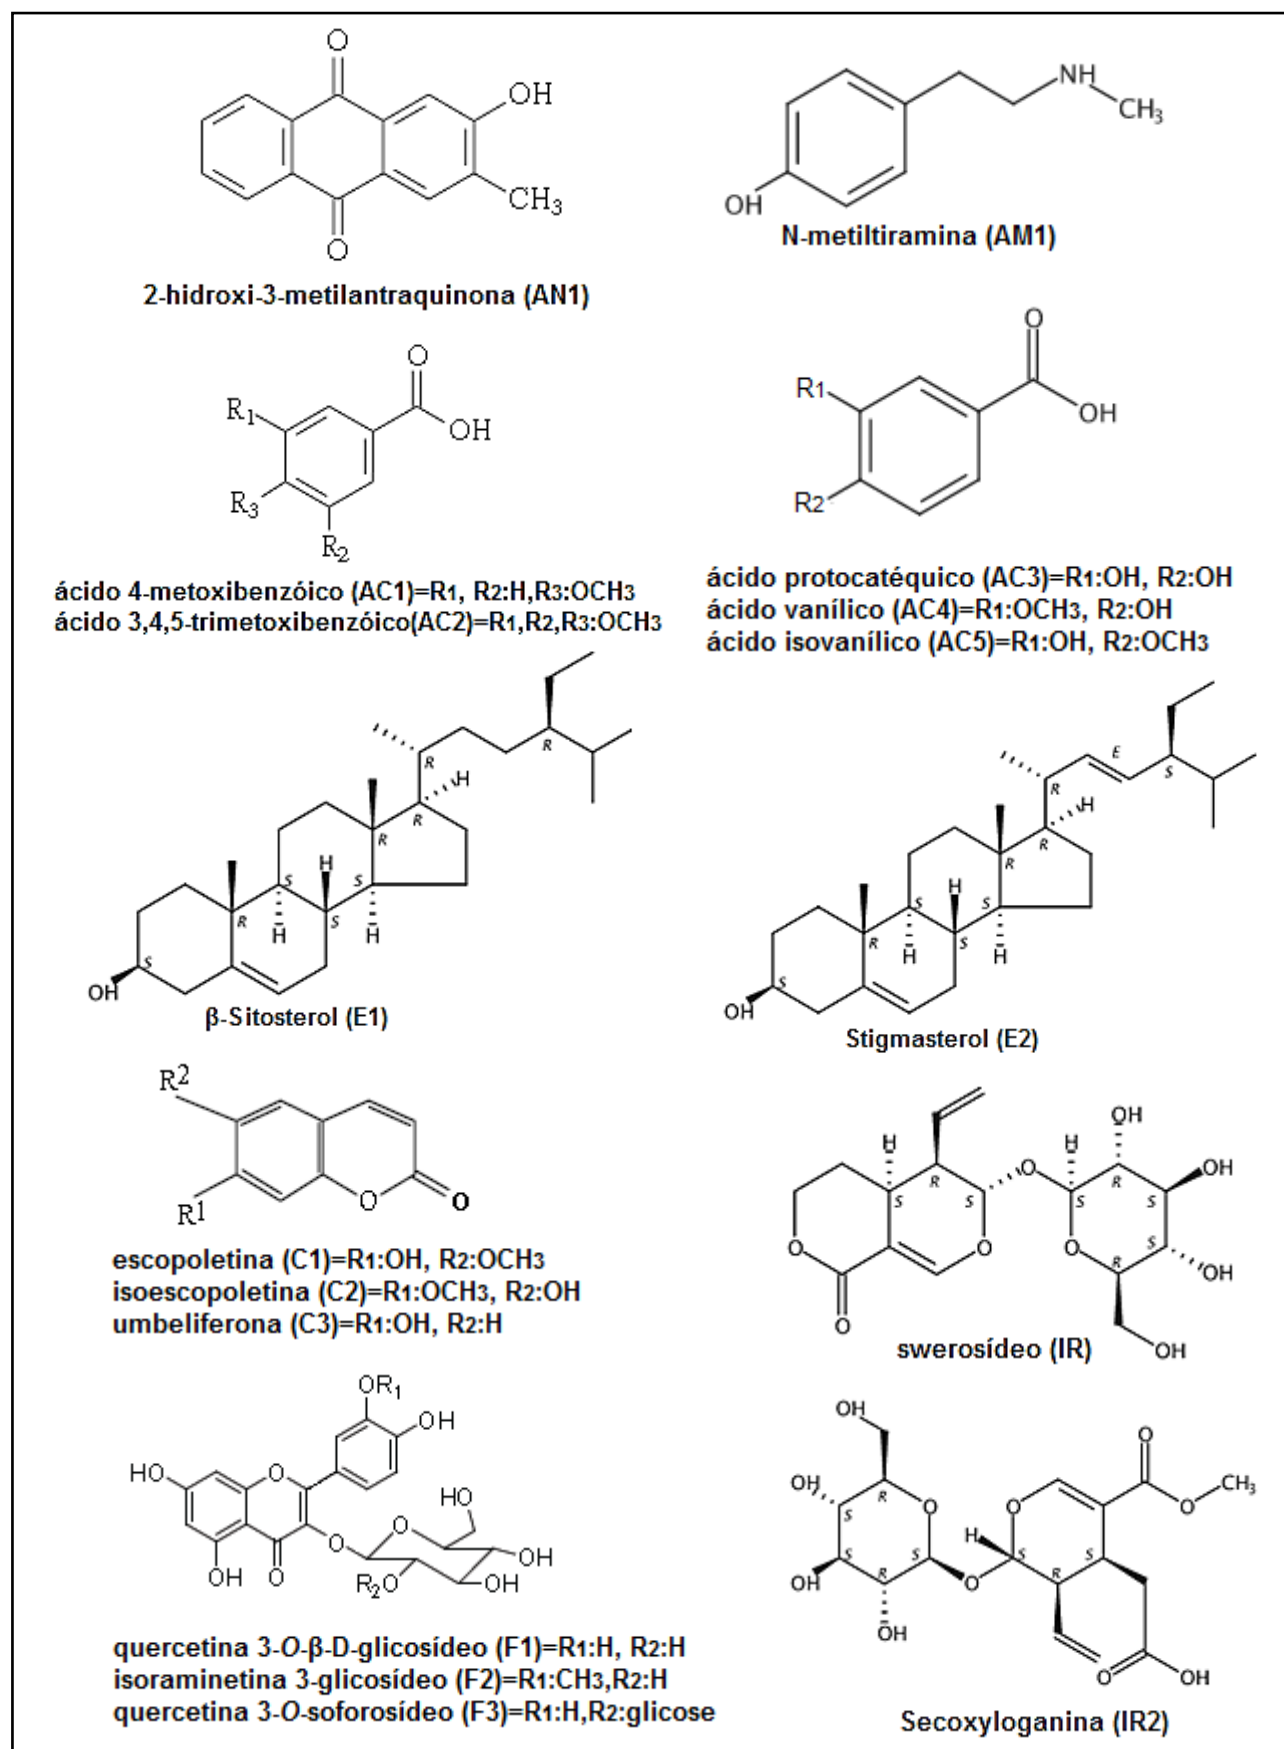 O
OH
CH3
O
2-hidroxi-3-metilantraquinona (AN1)
NH
CH3
OH
N-metiltiramina (AM1)
O
R1
OH
R3
R2
ácido 4-metoxibenzóico (AC1)=R1, R2:H,R3:OCH3
ácido 3,4,5-trimetoxibenzóico(AC2)=R1,R2,R3:OCH3
O
R1
OH
R2
ácido protocatéquico (AC3)=R1:OH, R2:OH
ácido vanílico (AC4)=R1:OCH3, R2:OH
ácido isovanílico (AC5)=R1:OH, R2:OCH3
R
R
H
R
R
H
S
S
R
S
H
H
S
OH
β-Sitosterol (E1)
E
R
S
H
R
R
H
S
S
R
S
H
H
S
OH
Stigmasterol (E2)
R2
R1
O
O
escopoletina (C1)=R1:OH, R2:OCH3
isoescopoletina (C2)=R1:OCH3, R2:OH
umbeliferona (C3)=R1:OH, R2:H
OH
H
H
O
R
OH
S
R
S
S
S
S
O
O
O
R
OH
O
HO
OH
swerosídeo (IR)
OR1
OH
HO
O
HO
O
O
OH
OH
O
O
R2
OH
quercetina 3-O-β-D-glicosídeo (F1)=R1:H, R2:H
isoraminetina 3-glicosídeo (F2)=R1:CH3,R2:H
quercetina 3-O-soforosídeo (F3)=R1:H,R2:glicose
OH
O
OH
R
CH3
S
O
O
O
H
S
S
S
S
R
R
OH
O
OH
O
OH
Secoxyloganina (IR2)